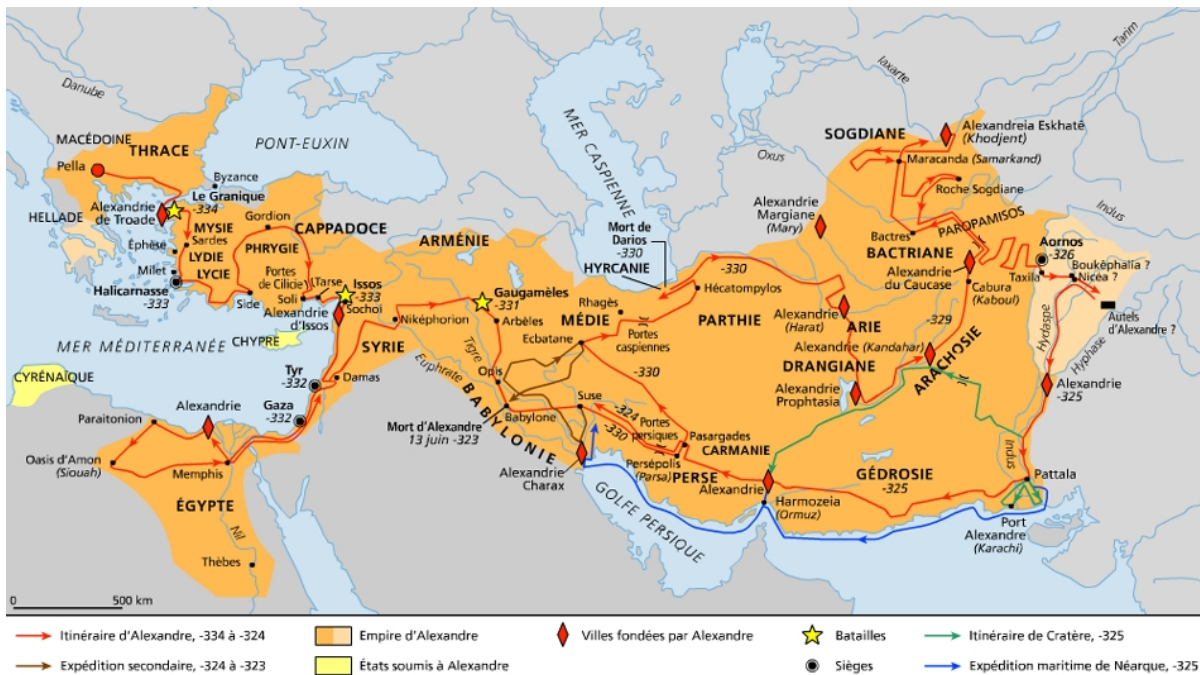 Danube
MACÉDOINE
THRACE
Pella
PONT-EUXIN
Byzance
Le Granique
-334
Alexandrie
de Troade
HELLADE
MYSIE
Sardes
Éphèse
LYDIE
Milet
LYCIE
Halicarnasse
-333
Gordion
PHRYGIE
CAPPADOCE
Portes
de Cilicie
Tarse
Soli
Side
Issos
-333
Sochoi
Alexandrie
d'Issos
CHYPRE
MER MÉDITERRANÉE
CYRÉNAÏQUE
Tyr
-332
Gaza
-332
Damas
SYRIE
Niképhorion
Paraitonion
Alexandrie
Oasis d'Amon
(Siouah)
Memphis
ÉGYPTE
Nil
Thèbes
ARMÉNIE
Gaugamèles
-331
Arbèles
Tigre
Euphrate
Opis
BABYLONIE
Babylone
Mort d'Alexandre
13 juin -323
Alexandrie
Charax
Suse
MÉDIE
Ecbatane
Rhagès
Portes
caspiennes
-330
-324
-330
Portes
persiques
Pasargades
Persépolis
(Parsa)
PERSE
CARMANIE
GOLFE PERSIQUE
MER CASPIENNE
Mort de
Darios
-330
HYRCANIE
-330
Hécatompylos
PARTHIE
Alexandrie
Harmozeia
(Ormuz)
GÉDROSIE
-325
Oxus
Iaxarte
Tarim
SOGDIANE
Alexandreia Eskhatê
(Khodjent)
Maracanda (Samarkand)
Roche Sogdiane
Alexandrie
Margiane
(Mary)
Bactres
PAROPAMISOS
BACTRIANE
Alexandrie
du Caucase
Cabura
(Kaboul)
-329
Alexandrie
(Harat)
ARIE
Alexandrie (Kandahar)
DRANGIANE
ARACHOSIE
Alexandrie
Prophtasia
Indus
Aornos
-326
Taxila
Bouképhalia ?
Nicéa ?
Autels
d'Alexandre ?
Hydaspe
Hyphase
Alexandrie
-325
Indus
Pattala
Port
Alexandre
(Karachi)
0 500 km
Itinéraire d'Alexandre, -334 à -324
Empire d'Alexandre
Villes fondées par Alexandre
Batailles
Itinéraire de Cratère, -325
Expédition secondaire, -324 à -323
États soumis à Alexandre
Sièges
Expédition maritime de Néarque, -325